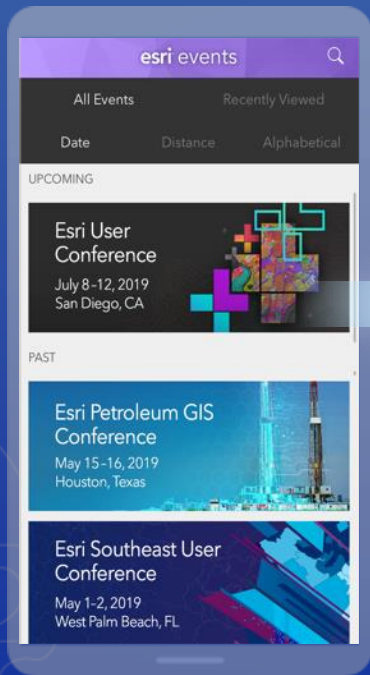 esri events
All Events Recently Viewed
Date Distance Alphabetical
UPCOMING
Esri User
Conference
July 8-12, 2019
San Diego, CA
PAST
Esri Petroleum GIS
Conference
May 15-16, 2019
Houston, Texas
Esri Southeast User
Conference
May 1-2, 2019
West Palm Beach, FL